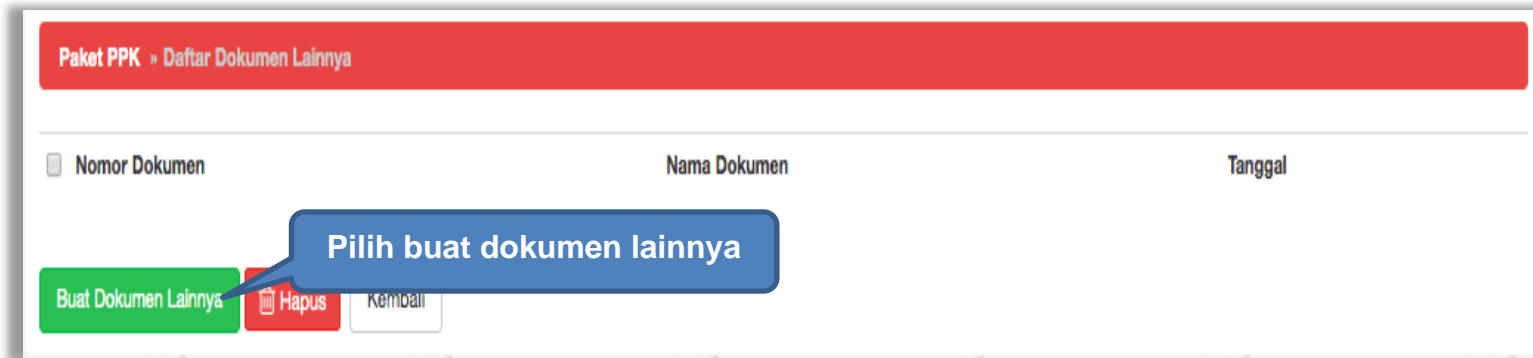 Paket PPK » Daftar Dokumen Lainnya
Nomor Dokumen Nama Dokumen Tanggal
Pilih buat dokumen lainnya
Buat Dokumen Lainnya Hapus Kembali